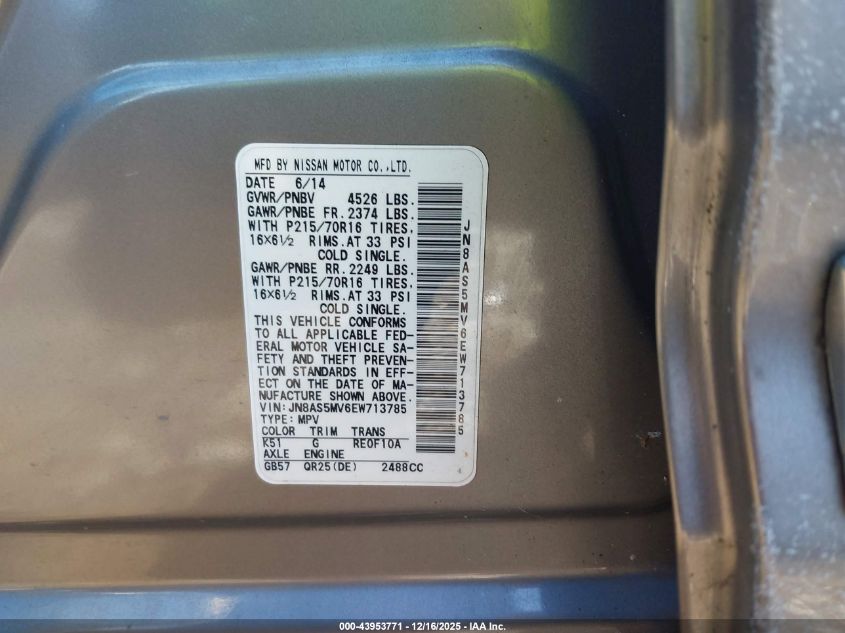 MFD BY NISSAN MOTOR CO.,LTD.
DATE 6/14
GVWR/PNBV 4526 LBS.
GAWR/PNBE FR. 2374 LBS.
WITH P215/70R16 TIRES,
16X6½ RIMS.AT 33 PSI
COLD SINGLE.
GAWR/PNBE RR. 2249 LBS.
WITH P215/70R16 TIRES,
16X6½ RIMS.AT 33 PSI
COLD SINGLE.
THIS VEHICLE CONFORMS
TO ALL APPLICABLE FED-
ERAL MOTOR VEHICLE SA-
FETY AND THEFT PREVEN-
TION STANDARDS IN EFF-
ECT ON THE DATE OF MA-
NUFACTURE SHOWN ABOVE.
VIN: JN8AS5MV6EW713785
TYPE: MPV
COLOR TRIM TRANS
K51 G RE0F10A
AXLE ENGINE
GB57 QR25(DE) 2488CC
JN8AS5MV6EW713785
4
000-43953771 - 12/16/2025 - IAA Inc.